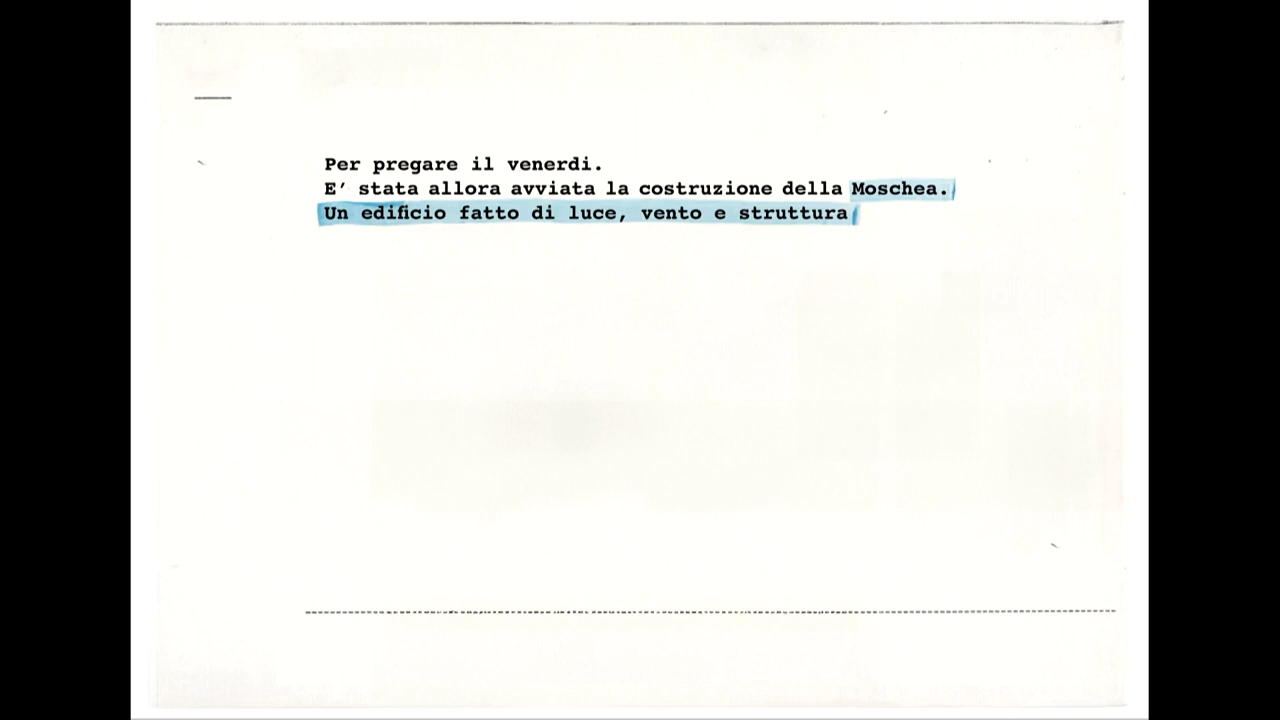 Per pregare il venerdi.
E’ stata allora avviata la costruzione della Moschea.
Un edificio fatto di luce, vento e struttura